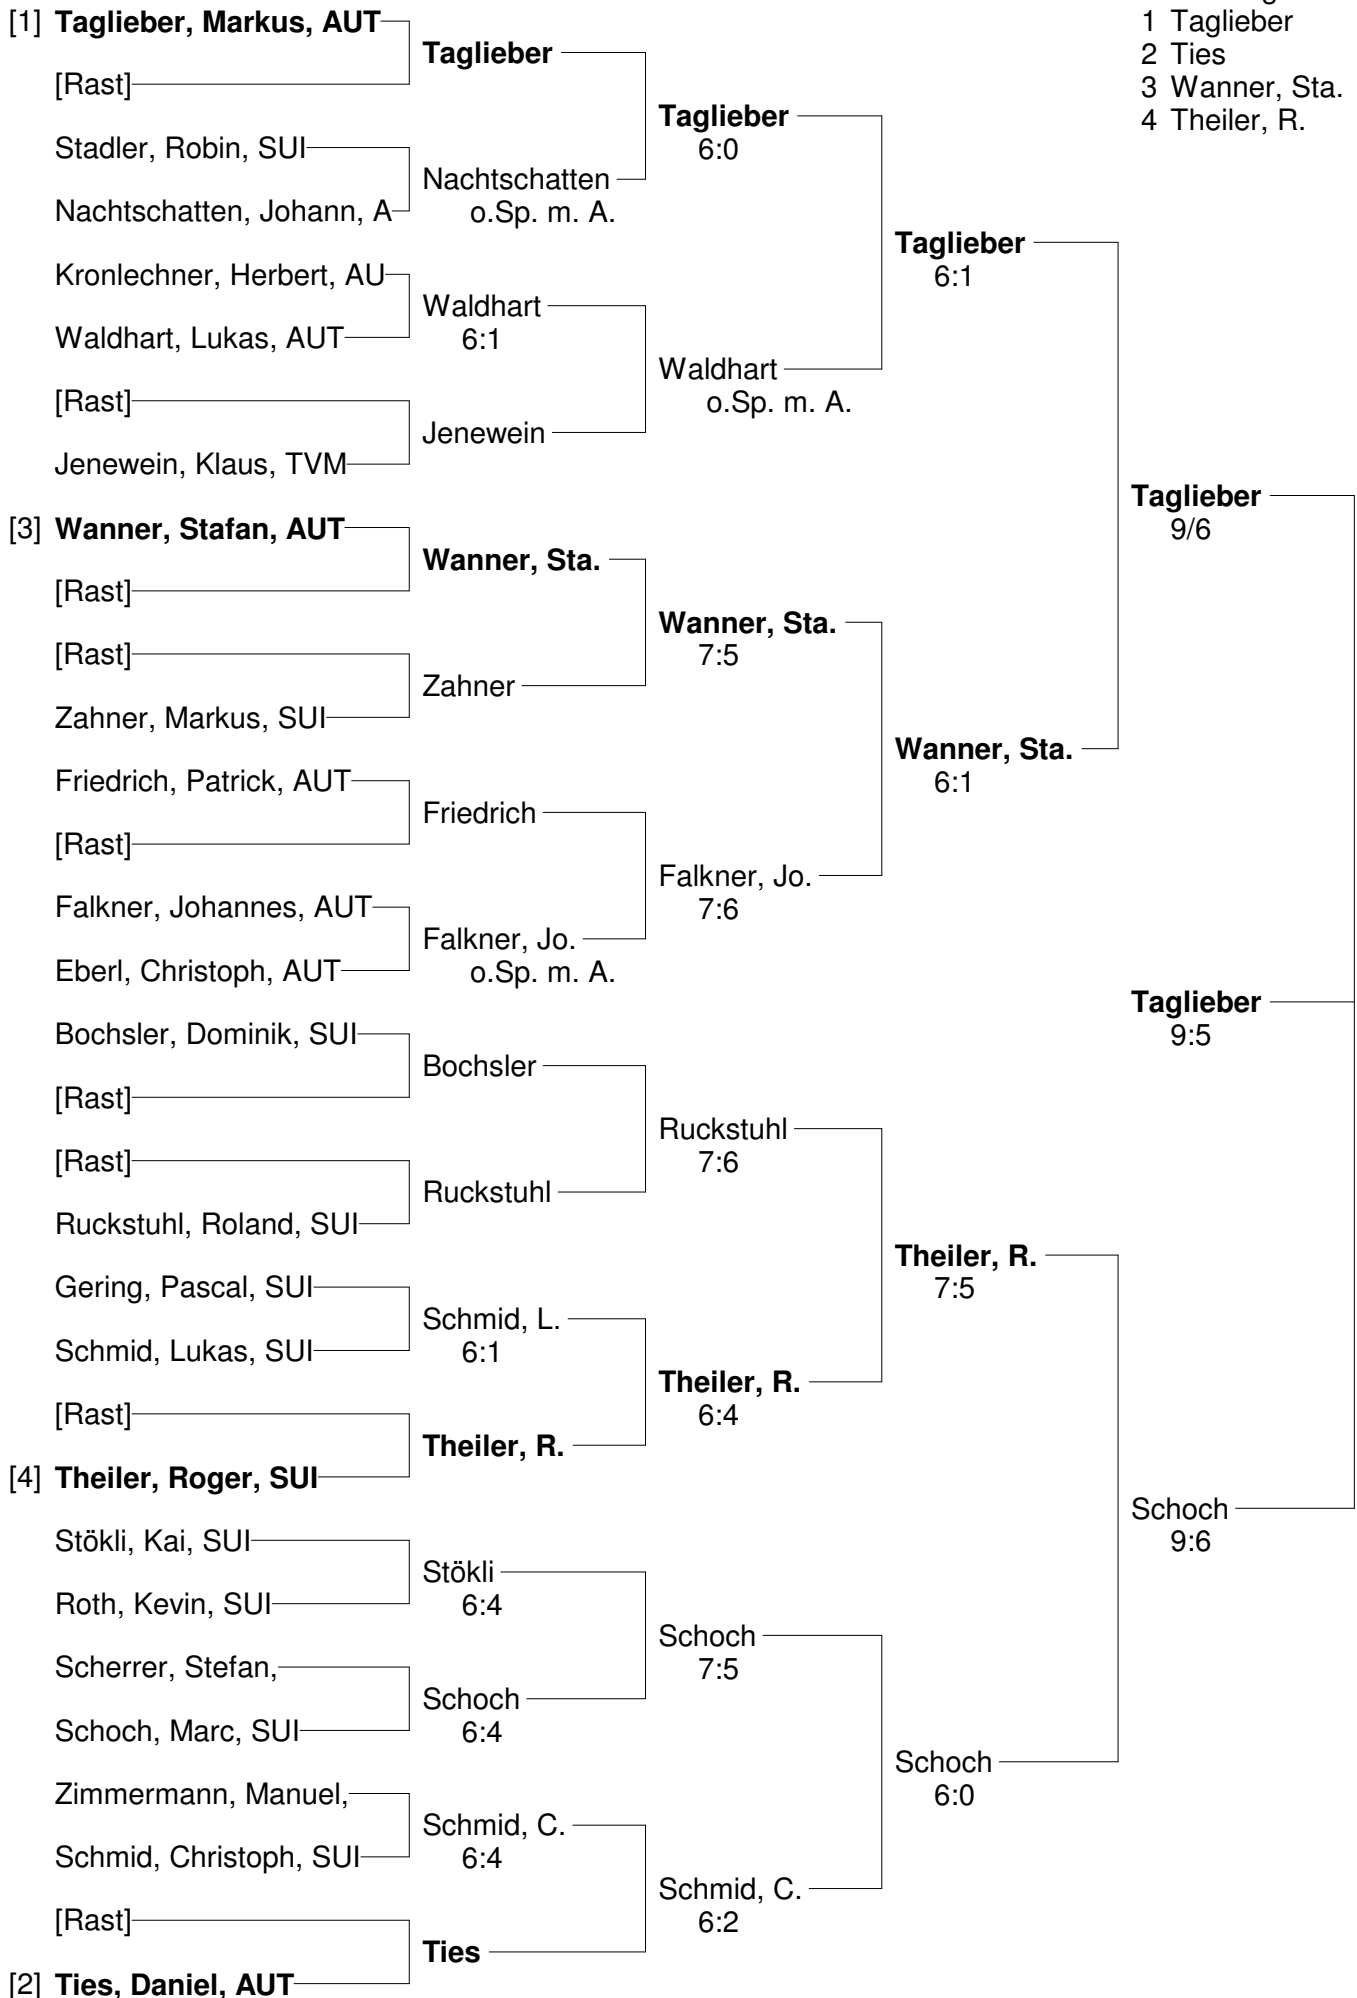 [1] Taglieber, Markus, AUT
[Rast]
Stadler, Robin, SUI
Nachtschatten, Johann, A
Kronlechner, Herbert, AU
Waldhart, Lukas, AUT
[Rast]
Jenewein, Klaus, TVM
[3] Wanner, Stafan, AUT
[Rast]
[Rast]
Zahner, Markus, SUI
Friedrich, Patrick, AUT
[Rast]
Falkner, Johannes, AUT
Eberl, Christoph, AUT
Bochsler, Dominik, SUI
[Rast]
[Rast]
Ruckstuhl, Roland, SUI
Gering, Pascal, SUI
Schmid, Lukas, SUI
[Rast]
[4] Theiler, Roger, SUI
Stökli, Kai, SUI
Roth, Kevin, SUI
Scherrer, Stefan,
Schoch, Marc, SUI
Zimmermann, Manuel,
Schmid, Christoph, SUI
[Rast]
[2] Ties, Daniel, AUT
Taglieber
Nachtschatten
o.Sp. m. A.
Waldhart
6:1
Jenewein
Wanner, Sta.
Zahner
Friedrich
Falkner, Jo.
o.Sp. m. A.
Bochsler
Ruckstuhl
Schmid, L.
6:1
Theiler, R.
Stökli
6:4
Schoch
6:4
Schmid, C.
6:4
Ties
Taglieber
6:0
Waldhart
o.Sp. m. A.
Wanner, Sta.
7:5
Falkner, Jo.
7:6
Ruckstuhl
7:6
Theiler, R.
6:4
Schoch
7:5
Schmid, C.
6:2
Taglieber
6:1
Wanner, Sta.
6:1
Theiler, R.
7:5
Schoch
6:0
1 Taglieber
2 Ties
3 Wanner, Sta.
4 Theiler, R.
Taglieber
9/6
Taglieber
9:5
Schoch
9:6